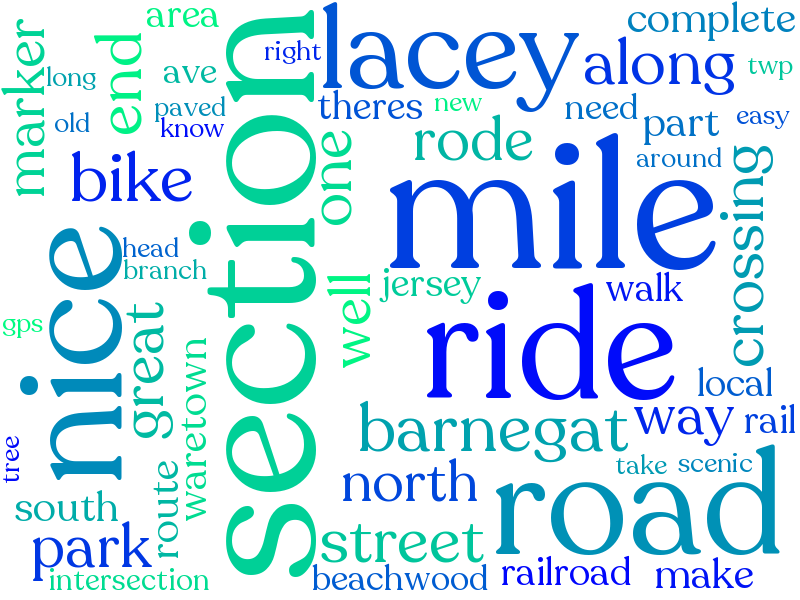 area
complete
marker
end
right
lacey
along
long
ave
twp
paved
theres
new
need
part
easy
old
know
rode
around
bike
one
mile
crossing
section
head
branch
nice
jersey
walk
well
gps
great
ride
local
waretown
barnegat
way
rail
tree
route
north
take
scenic
south
road
park
street
intersection
beachwood
railroad
make